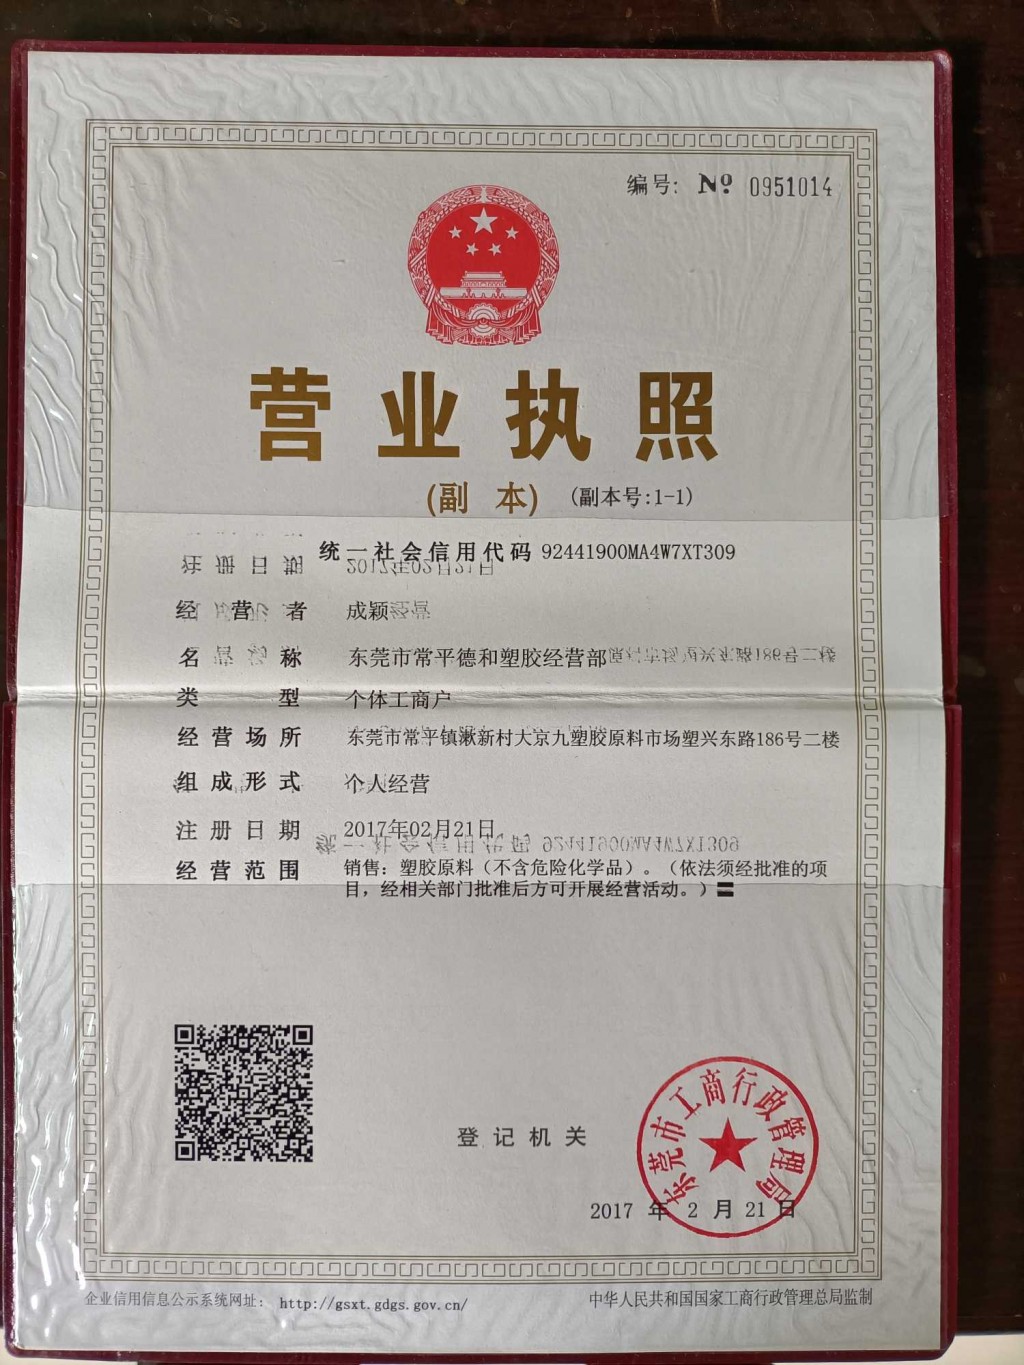 编号: № 0951014
营业执照
(副 本) (副本号:1-1)
统一社会信用代码 92441900MA4W7XT309
经营者 成颖
名称 东莞市常平德和塑胶经营部
类型 个体工商户
经营场所 东莞市常平镇漱新村大京九塑胶原料市场塑兴东路186号二楼
组成形式 个人经营
注册日期 2017年02月21日
经营范围 销售：塑胶原料（不含危险化学品）。（依法须经批准的项
目，经相关部门批准后方可开展经营活动。）〓
东莞市工商行政管理局
登记机关
2017 年 2 月 21 日
企业信用信息公示系统网址： http://gsxt.gdgs.gov.cn/
中华人民共和国国家工商行政管理总局监制